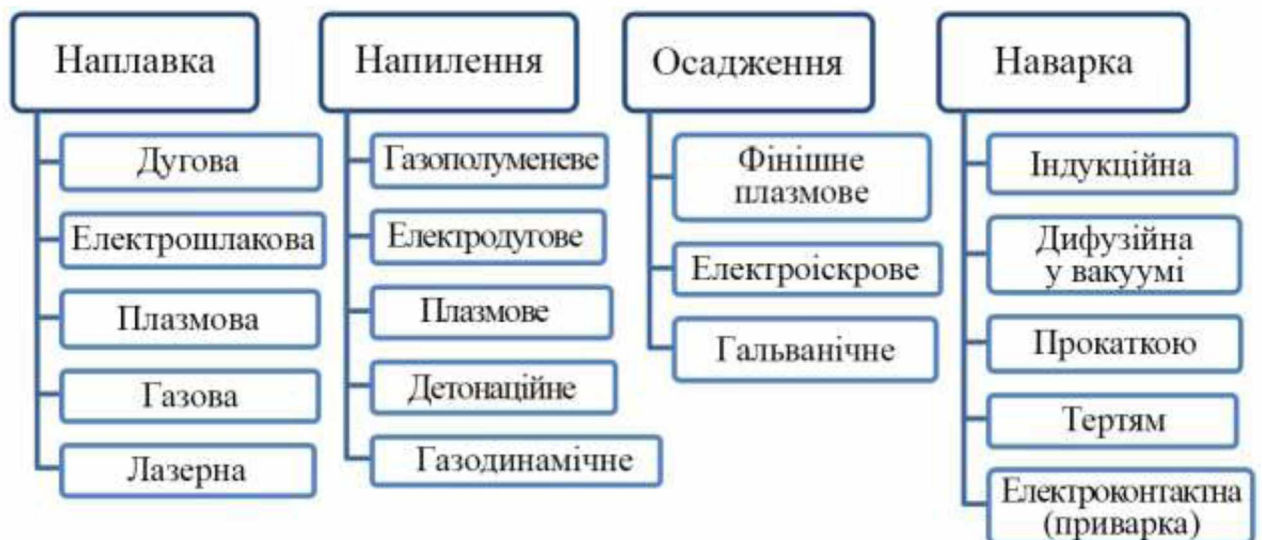 Наплавка
Дугова
Електрошлакова
Плазмова
Газова
Лазерна
Напилення
Газополуменеве
Електродугове
Плазмове
Детонаційне
Газодинамічне
Осадження
Фінішне
плазмове
Електроіскрове
Гальванічне
Наварка
Індукційна
Дифузійна
у вакуумі
Прокаткою
Тертям
Електроконтактна
(приварка)